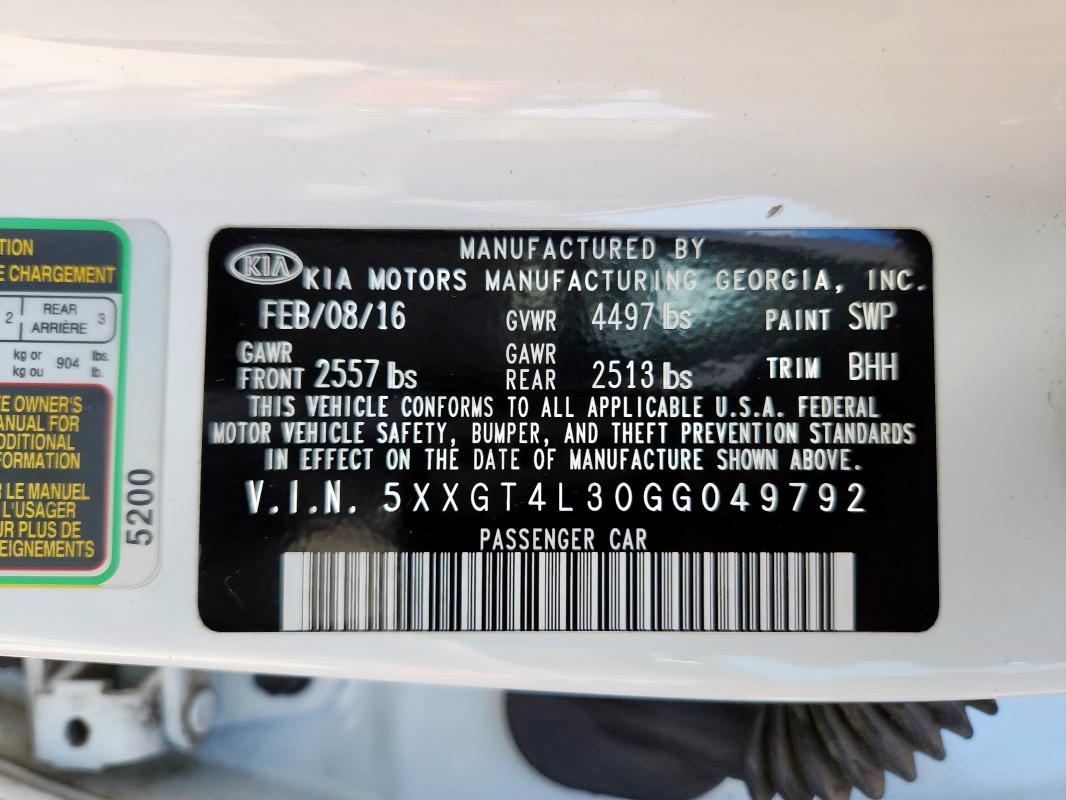 TION
E CHARGEMENT
2 REAR 3
ARRIÈRE
kg or 904 lbs.
kg ou lb.
E OWNER'S
ANUAL FOR
DDITIONAL
FORMATION
R LE MANUEL
L'USAGER
UR PLUS DE
EIGNEMENTS
5200
KIA
MANUFACTURED BY
KIA MOTORS MANUFACTURING GEORGIA, INC.
FEB/08/16 GVWR 4497 lbs PAINT SWP
GAWR FRONT 2557 lbs GAWR REAR 2513 lbs TRIM BHH
THIS VEHICLE CONFORMS TO ALL APPLICABLE U.S.A. FEDERAL
MOTOR VEHICLE SAFETY, BUMPER, AND THEFT PREVENTION STANDARDS
IN EFFECT ON THE DATE OF MANUFACTURE SHOWN ABOVE.
V.I.N. 5XXGT4L30GG049792
PASSENGER CAR